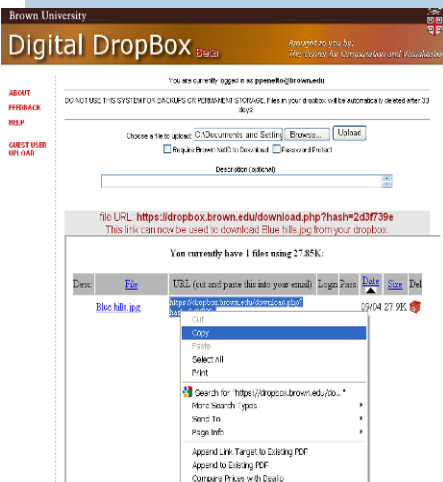 Brown University
Digital DropBox Beta
Brought to you by:
The Center for Computation and Visualization
You are currently logged in as ppenelto@brown.edu
ABOUT
FEEDBACK
HELP
GUEST USER
UPLOAD
DO NOT USE THIS SYSTEM FOR BACKUPS OR PERMANENT STORAGE. Files in your dropbox will be automatically deleted after 30
days.
Choose a file to upload: C:\Documents and Setting Browse... Upload
Require Brown NetID to Download Password Protect
Description (optional):
file URL: https://dropbox.brown.edu/download.php?hash=2d3f739e
This link can now be used to download Blue hills.jpg from your dropbox.
You currently have 1 files using 27.85K:
Desc File URL (cut and paste this into your email) Login Pass Date Size Del
Blue hills.jpg https://dropbox.brown.edu/download.php? 09/04 27.9K
Cut
Copy
Paste
Select All
Print
Search for "https://dropbox.brown.edu/do..."
More Search Types
Send To
Page Info
Append Link Target to Existing PDF
Append to Existing PDF
Compare Prices with Dealio